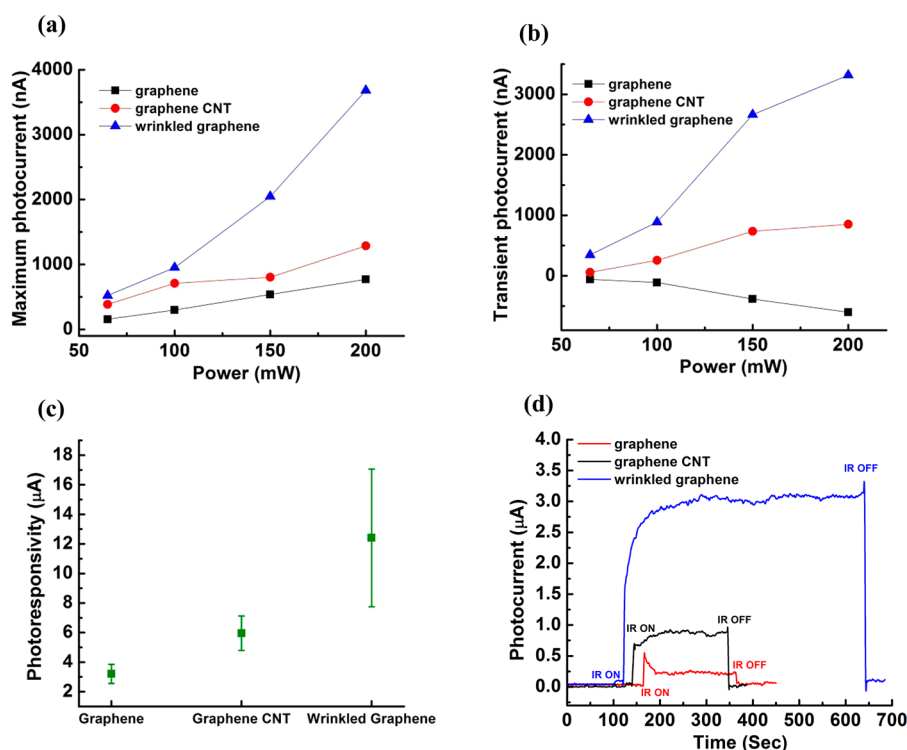 (a)
4000
3000
2000
1000
0
50
100
150
200
Maximum photocurrent (nA)
Power (mW)
graphene
graphene CNT
wrinkled graphene
(b)
3000
2000
1000
0
50
100
150
200
Transient photocurrent (nA)
Power (mW)
graphene
graphene CNT
wrinkled graphene
(c)
18
16
14
12
10
8
6
4
2
Photoresponsivity (μA)
Graphene
Graphene CNT
Wrinkled Graphene
(d)
4.0
3.5
3.0
2.5
2.0
1.5
1.0
0.5
0.0
0
100
200
300
400
500
600
700
Photocurrent (μA)
Time (Sec)
graphene
graphene CNT
wrinkled graphene
IR OFF
IR ON
IR OFF
IR ON
IR ON
IR OFF